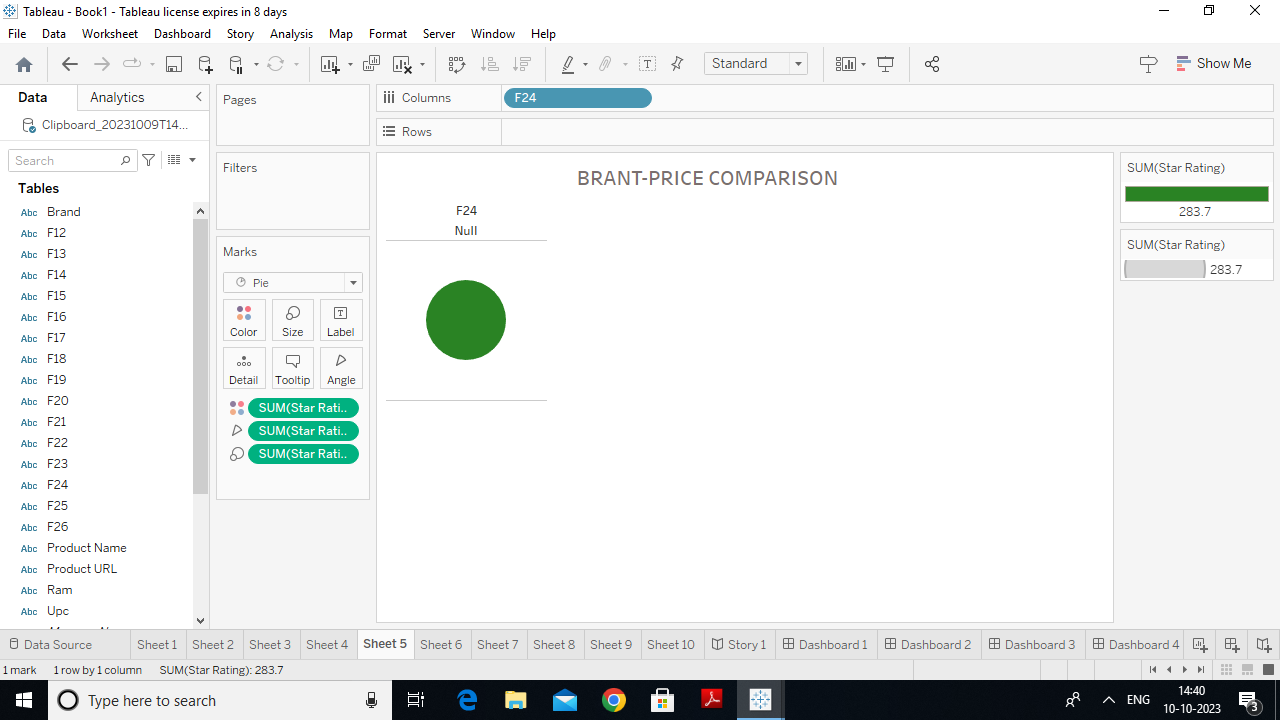 Tableau - Book1 - Tableau license expires in 8 days
File Data Worksheet Dashboard Story Analysis Map Format Server Window Help
Standard
Show Me
Data Analytics
Clipboard_20231009T14...
Search
Tables
Abc Brand
Abc F12
Abc F13
Abc F14
Abc F15
Abc F16
Abc F17
Abc F18
Abc F19
Abc F20
Abc F21
Abc F22
Abc F23
Abc F24
Abc F25
Abc F26
Abc Product Name
Abc Product URL
Abc Ram
Abc Upc
Pages
Filters
Marks
Pie
Color Size Label
Detail Tooltip Angle
SUM(Star Rati..
SUM(Star Rati..
SUM(Star Rati..
Columns F24
Rows
BRANT-PRICE COMPARISON
F24
Null
SUM(Star Rating)
283.7
SUM(Star Rating)
283.7
Data Source Sheet 1 Sheet 2 Sheet 3 Sheet 4 Sheet 5 Sheet 6 Sheet 7 Sheet 8 Sheet 9 Sheet 10 Story 1 Dashboard 1 Dashboard 2 Dashboard 3 Dashboard 4
1 mark 1 row by 1 column SUM(Star Rating): 283.7
Type here to search
ENG
14:40
10-10-2023
3